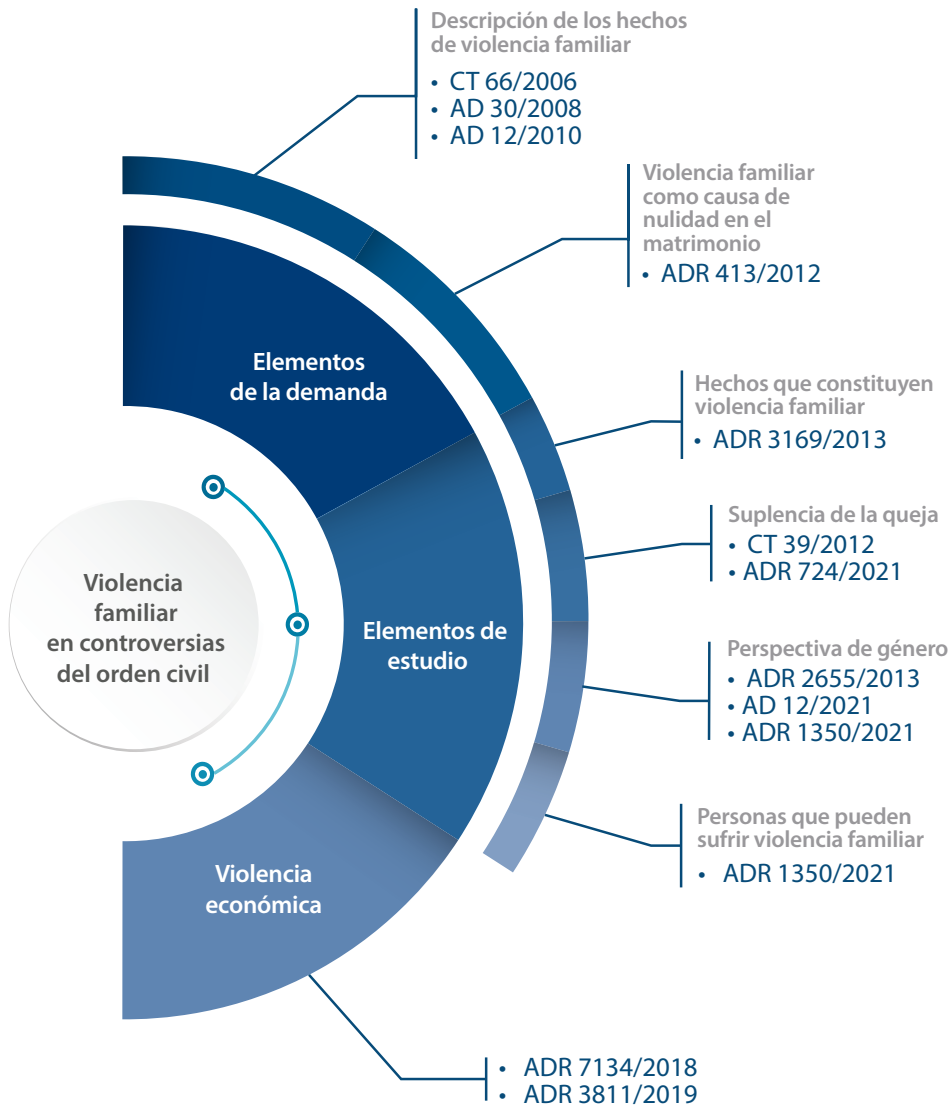 Descripción de los hechos
de violencia familiar
• CT 66/2006
• AD 30/2008
• AD 12/2010
Violencia familiar
como causa de
nulidad en el
matrimonio
• ADR 413/2012
Elementos
de la demanda
Hechos que constituyen
violencia familiar
• ADR 3169/2013
Suplencia de la queja
• CT 39/2012
• ADR 724/2021
Violencia
familiar
en controversias
del orden civil
Elementos de
estudio
Perspectiva de género
• ADR 2655/2013
• AD 12/2021
• ADR 1350/2021
Personas que pueden
sufrir violencia familiar
• ADR 1350/2021
Violencia
económica
• ADR 7134/2018
• ADR 3811/2019